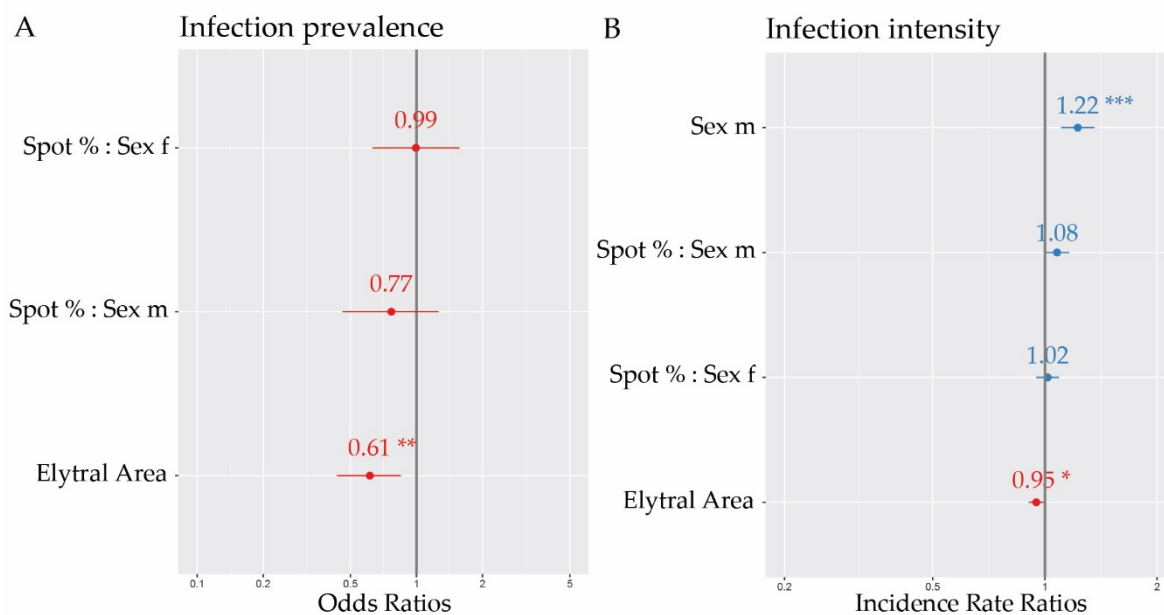 A
Infection prevalence
Spot % : Sex f
0.99
Spot % : Sex m
0.77
Elytral Area
0.61 **
0.1 0.2 0.5 1 2 5
Odds Ratios
B
Infection intensity
Sex m
1.22 ***
Spot % : Sex m
1.08
Spot % : Sex f
1.02
Elytral Area
0.95 *
0.2 0.5 1 2
Incidence Rate Ratios